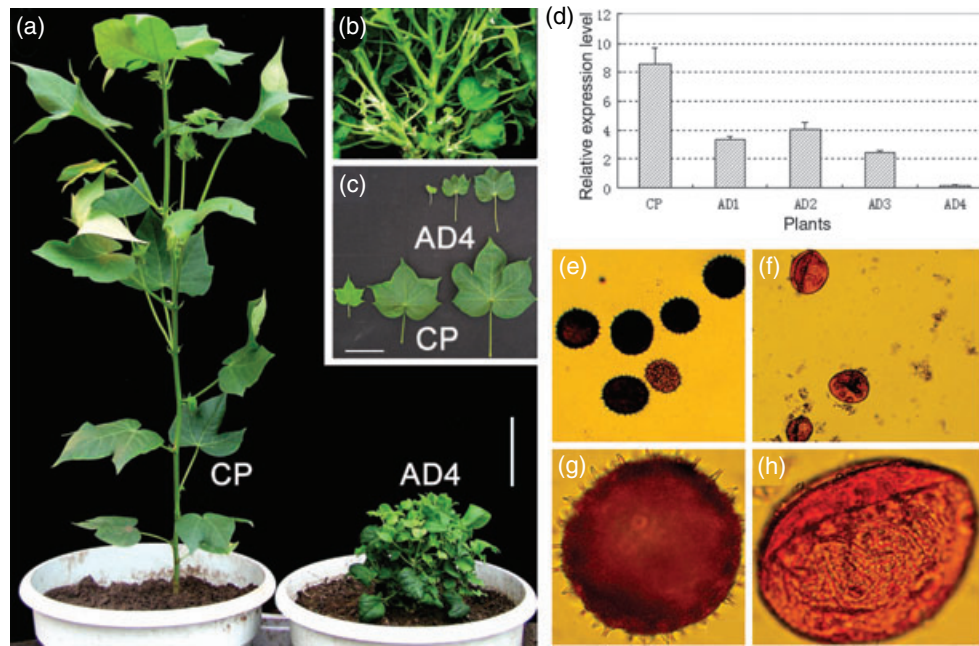 (a)
CP
AD4
(b)
(c)
AD4
CP
(d)
Relative expression level
12
10
8
6
4
2
0
CP AD1 AD2 AD3 AD4
Plants
(e)
(f)
(g)
(h)